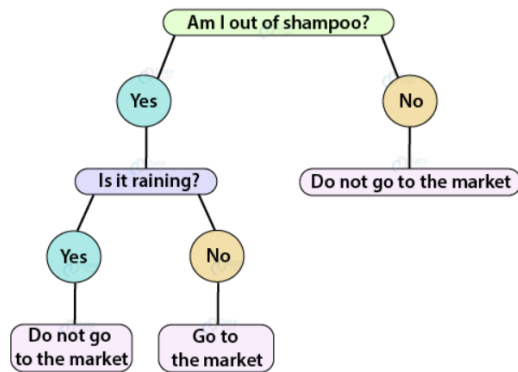 Am I out of shampoo?
Yes
No
Is it raining?
Do not go to the market
Yes
No
Do not go
to the market
Go to
the market